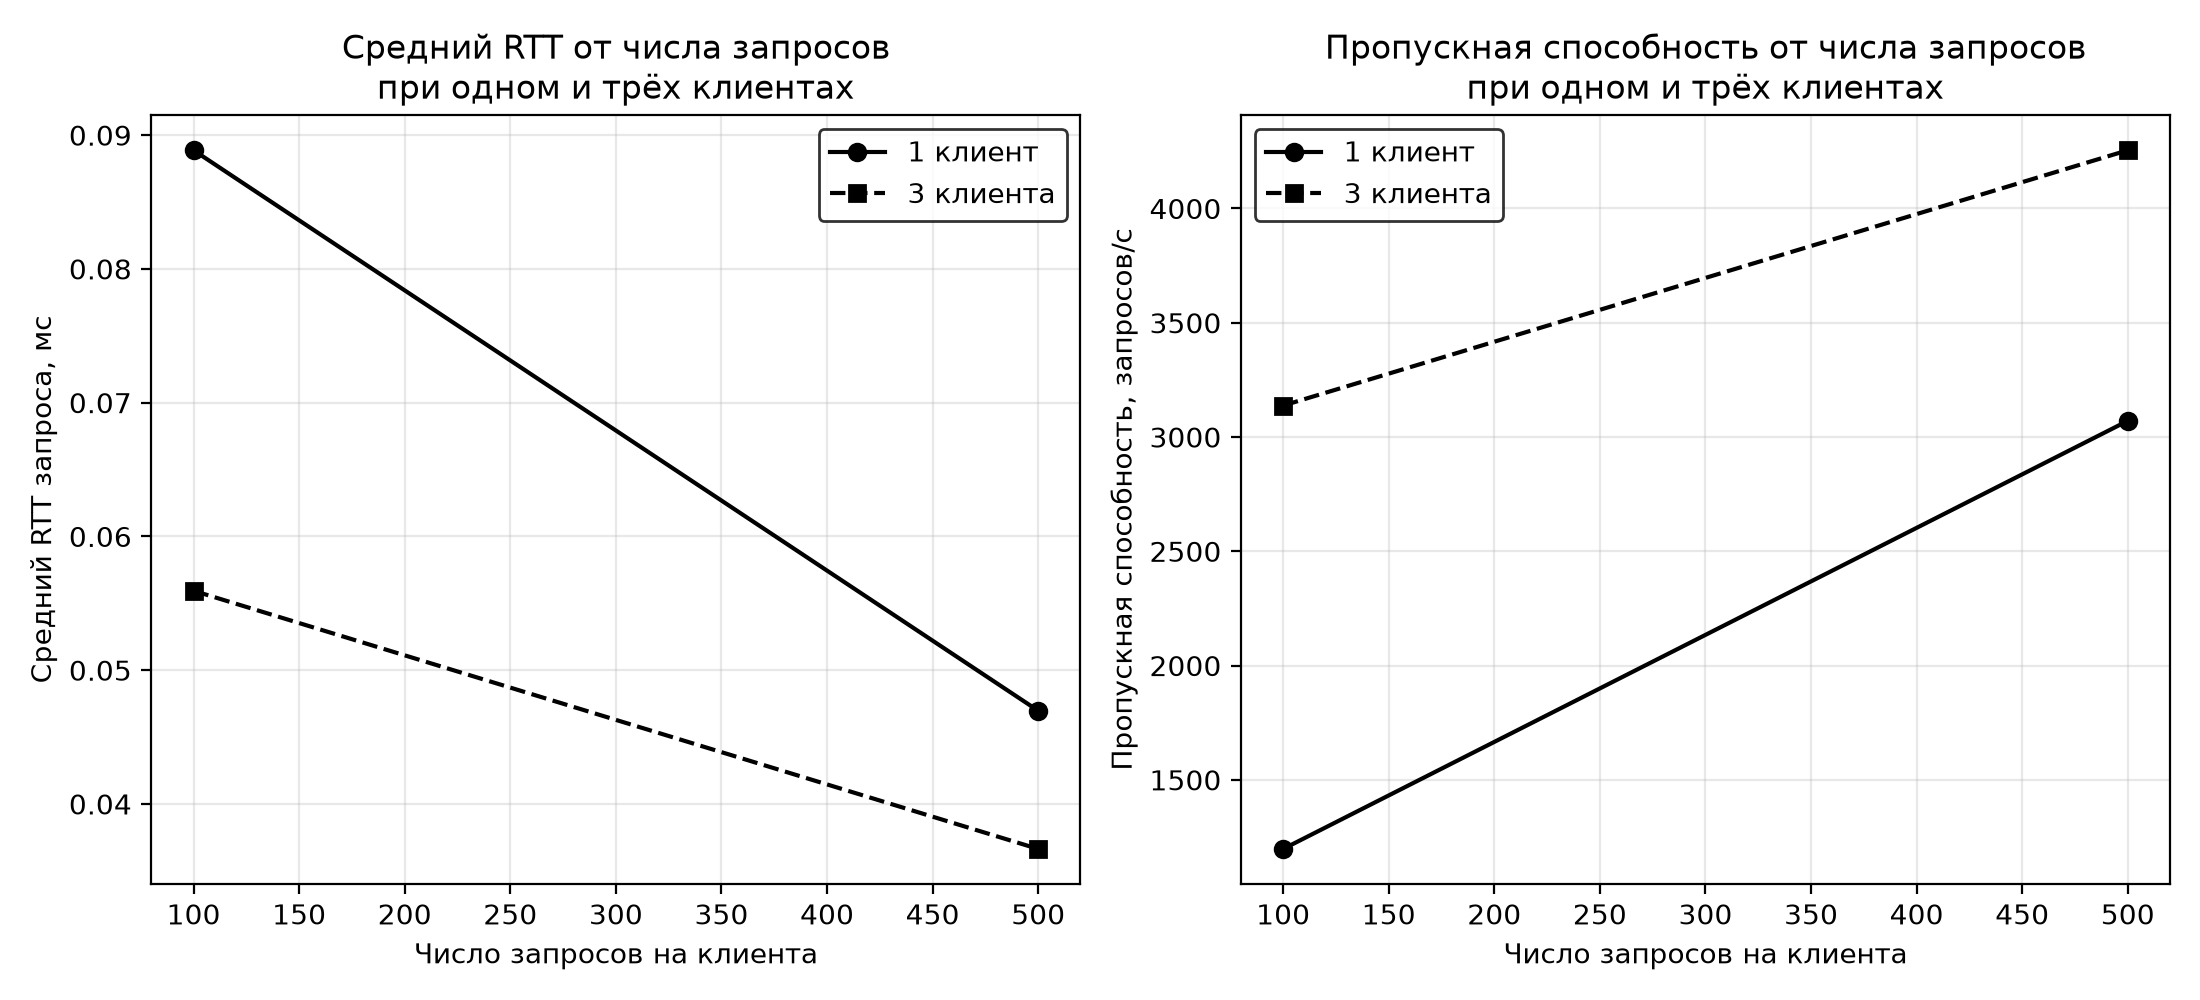 Средний RTT от числа запросов
при одном и трёх клиентах
0.09
0.08
0.07
0.06
0.05
0.04
Средний RTT запроса, мс
1 клиент
3 клиента
100 150 200 250 300 350 400 450 500
Число запросов на клиента
Пропускная способность от числа запросов
при одном и трёх клиентах
4000
3500
3000
2500
2000
1500
Пропускная способность, запросов/с
1 клиент
3 клиента
100 150 200 250 300 350 400 450 500
Число запросов на клиента